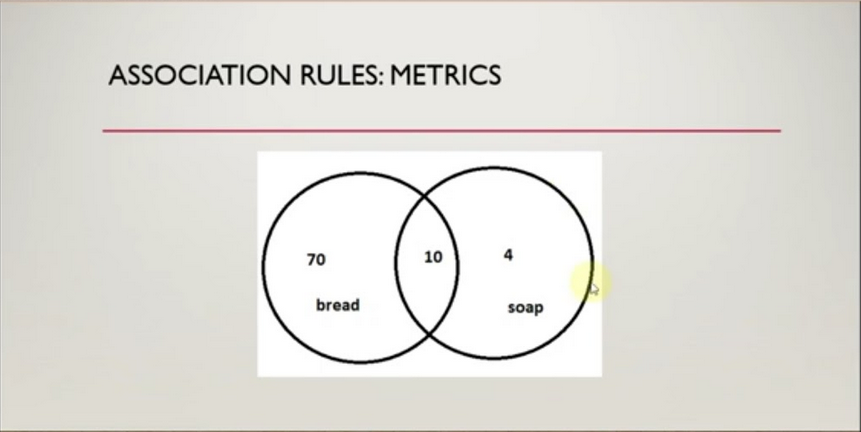 ASSOCIATION RULES: METRICS
70
10
4
bread
soap